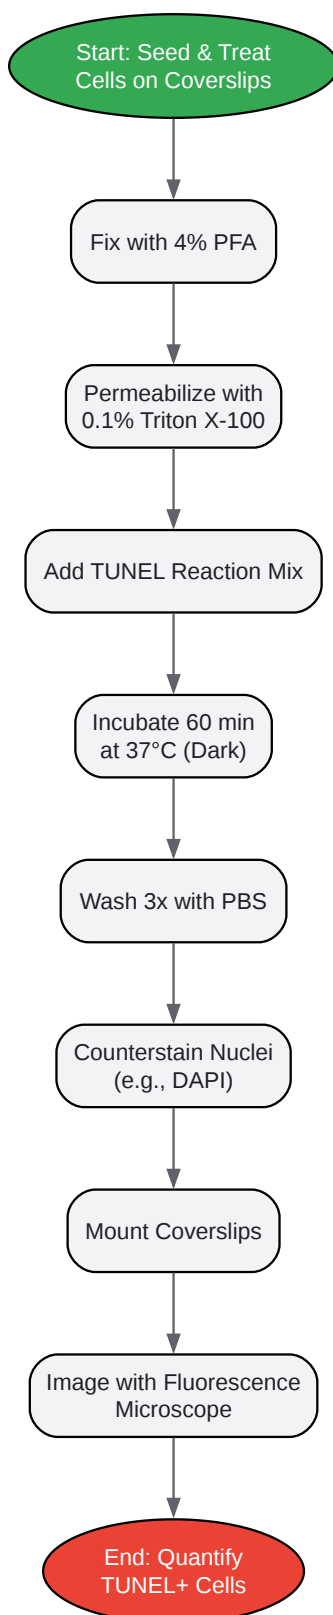 Start: Seed & Treat
Cells on Coverslips
Fix with 4% PFA
Permeabilize with
0.1% Triton X-100
Add TUNEL Reaction Mix
Incubate 60 min
at 37°C (Dark)
Wash 3x with PBS
Counterstain Nuclei
(e.g., DAPI)
Mount Coverslips
Image with Fluorescence
Microscope
End: Quantify
TUNEL+ Cells